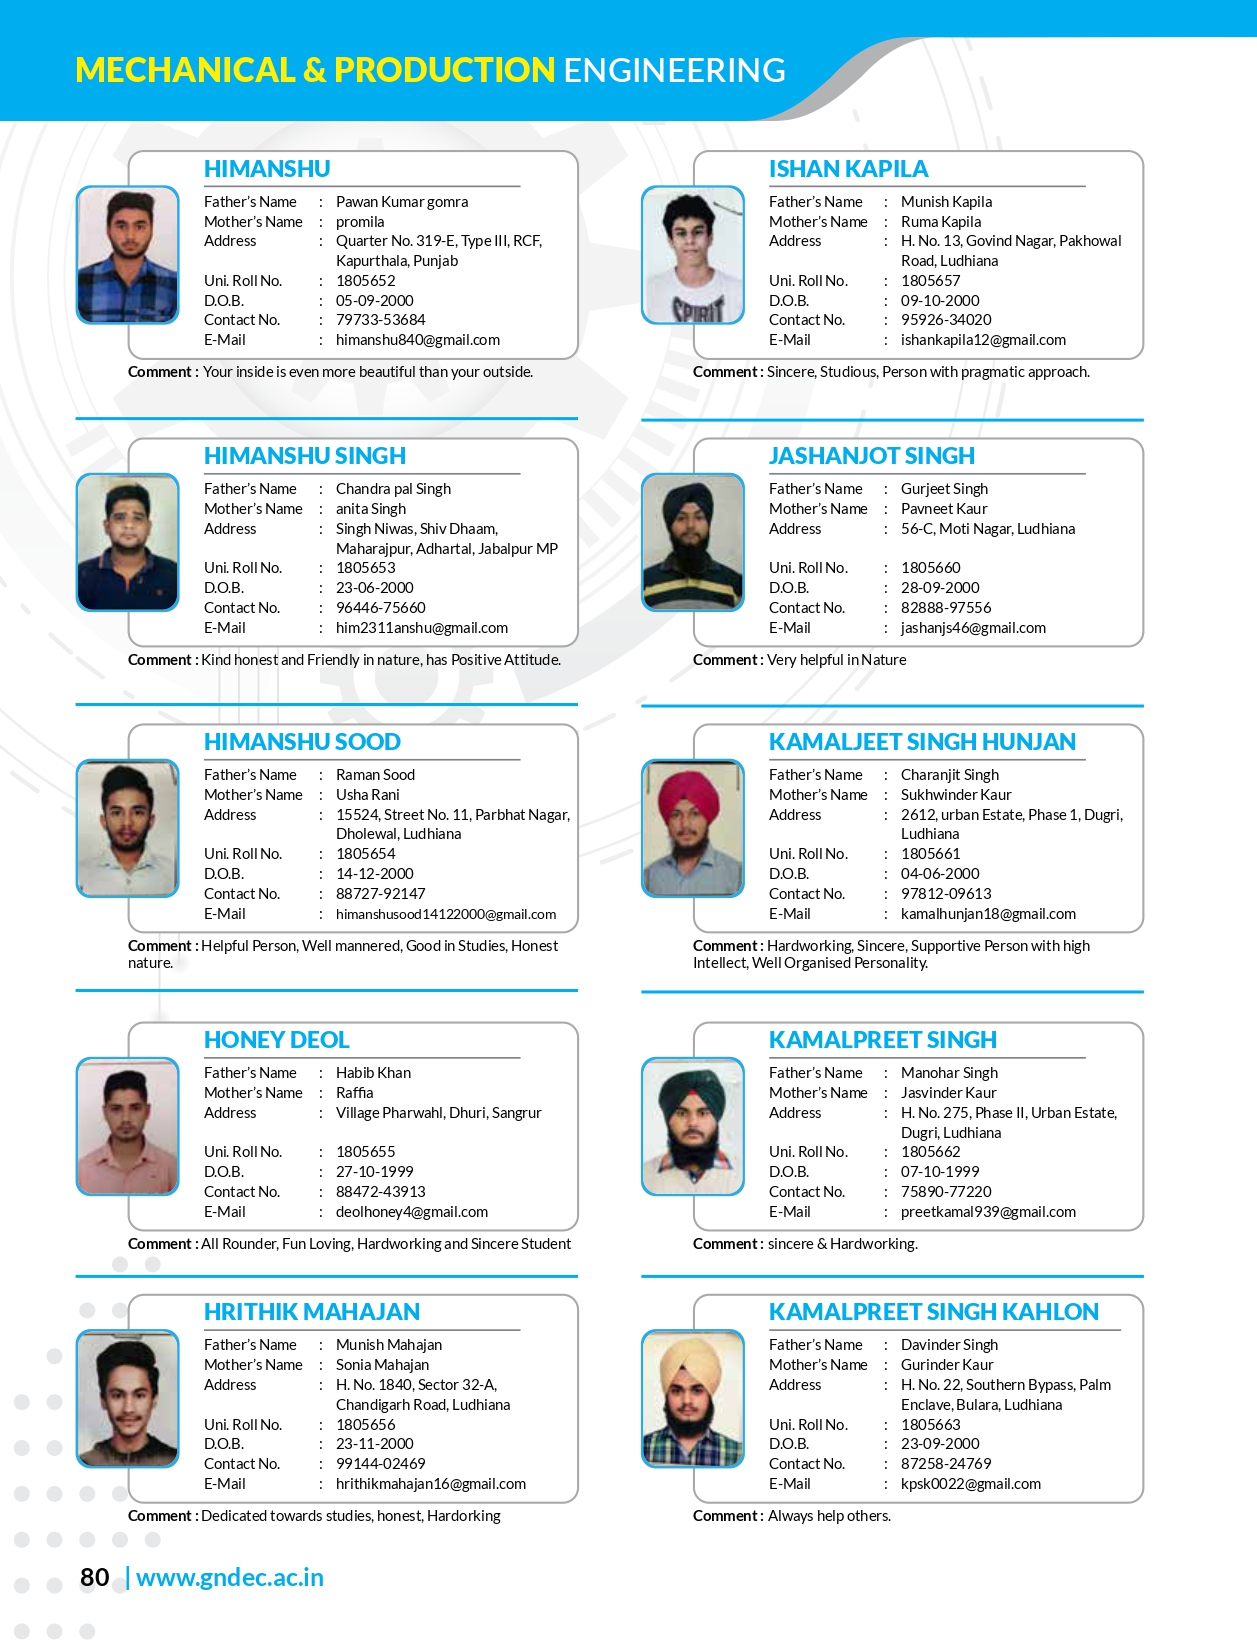 MECHANICAL & PRODUCTION ENGINEERING
HIMANSHU
Father's Name : Pawan Kumar gomra
Mother's Name : promila
Address : Quarter No. 319-E, Type III, RCF,
Kapurthala, Punjab
Uni. Roll No. : 1805652
D.O.B. : 05-09-2000
Contact No. : 79733-53684
E-Mail : himanshu840@gmail.com
Comment : Your inside is even more beautiful than your outside.
HIMANSHU SINGH
Father's Name : Chandra pal Singh
Mother's Name : anita Singh
Address : Singh Niwas, Shiv Dhaam,
Maharajpur, Adhartal, Jabalpur MP
Uni. Roll No. : 1805653
D.O.B. : 23-06-2000
Contact No. : 96446-75660
E-Mail : him2311anshu@gmail.com
Comment : Kind honest and Friendly in nature, has Positive Attitude.
HIMANSHU SOOD
Father's Name : Raman Sood
Mother's Name : Usha Rani
Address : 15524, Street No. 11, Parbhat Nagar,
Dholewal, Ludhiana
Uni. Roll No. : 1805654
D.O.B. : 14-12-2000
Contact No. : 88727-92147
E-Mail : himanshusood14122000@gmail.com
Comment : Helpful Person, Well mannered, Good in Studies, Honest
nature.
HONEY DEOL
Father's Name : Habib Khan
Mother's Name : Raffia
Address : Village Pharwahl, Dhuri, Sangrur
Uni. Roll No. : 1805655
D.O.B. : 27-10-1999
Contact No. : 88472-43913
E-Mail : deolhoney4@gmail.com
Comment : All Rounder, Fun Loving, Hardworking and Sincere Student
HRITHIK MAHAJAN
Father's Name : Munish Mahajan
Mother's Name : Sonia Mahajan
Address : H. No. 1840, Sector 32-A,
Chandigarh Road, Ludhiana
Uni. Roll No. : 1805656
D.O.B. : 23-11-2000
Contact No. : 99144-02469
E-Mail : hrithikmahajan16@gmail.com
Comment : Dedicated towards studies, honest, Hardorking
ISHAN KAPILA
Father's Name : Munish Kapila
Mother's Name : Ruma Kapila
Address : H. No. 13, Govind Nagar, Pakhowal
Road, Ludhiana
Uni. Roll No. : 1805657
D.O.B. : 09-10-2000
Contact No. : 95926-34020
E-Mail : ishankapila12@gmail.com
SPIRIT
Comment : Sincere, Studious, Person with pragmatic approach.
JASHANJOT SINGH
Father's Name : Gurjeet Singh
Mother's Name : Pavneet Kaur
Address : 56-C, Moti Nagar, Ludhiana
Uni. Roll No. : 1805660
D.O.B. : 28-09-2000
Contact No. : 82888-97556
E-Mail : jashanjs46@gmail.com
Comment : Very helpful in Nature
KAMALJEET SINGH HUNJAN
Father's Name : Charanjit Singh
Mother's Name : Sukhwinder Kaur
Address : 2612, urban Estate, Phase 1, Dugri,
Ludhiana
Uni. Roll No. : 1805661
D.O.B. : 04-06-2000
Contact No. : 97812-09613
E-Mail : kamalhunjan18@gmail.com
Comment : Hardworking, Sincere, Supportive Person with high
Intellect, Well Organised Personality.
KAMALPREET SINGH
Father's Name : Manohar Singh
Mother's Name : Jasvinder Kaur
Address : H. No. 275, Phase II, Urban Estate,
Dugri, Ludhiana
Uni. Roll No. : 1805662
D.O.B. : 07-10-1999
Contact No. : 75890-77220
E-Mail : preetkamal939@gmail.com
Comment : sincere & Hardworking.
KAMALPREET SINGH KAHLON
Father's Name : Davinder Singh
Mother's Name : Gurinder Kaur
Address : H. No. 22, Southern Bypass, Palm
Enclave, Bulara, Ludhiana
Uni. Roll No. : 1805663
D.O.B. : 23-09-2000
Contact No. : 87258-24769
E-Mail : kpsk0022@gmail.com
Comment : Always help others.
80 | www.gndec.ac.in